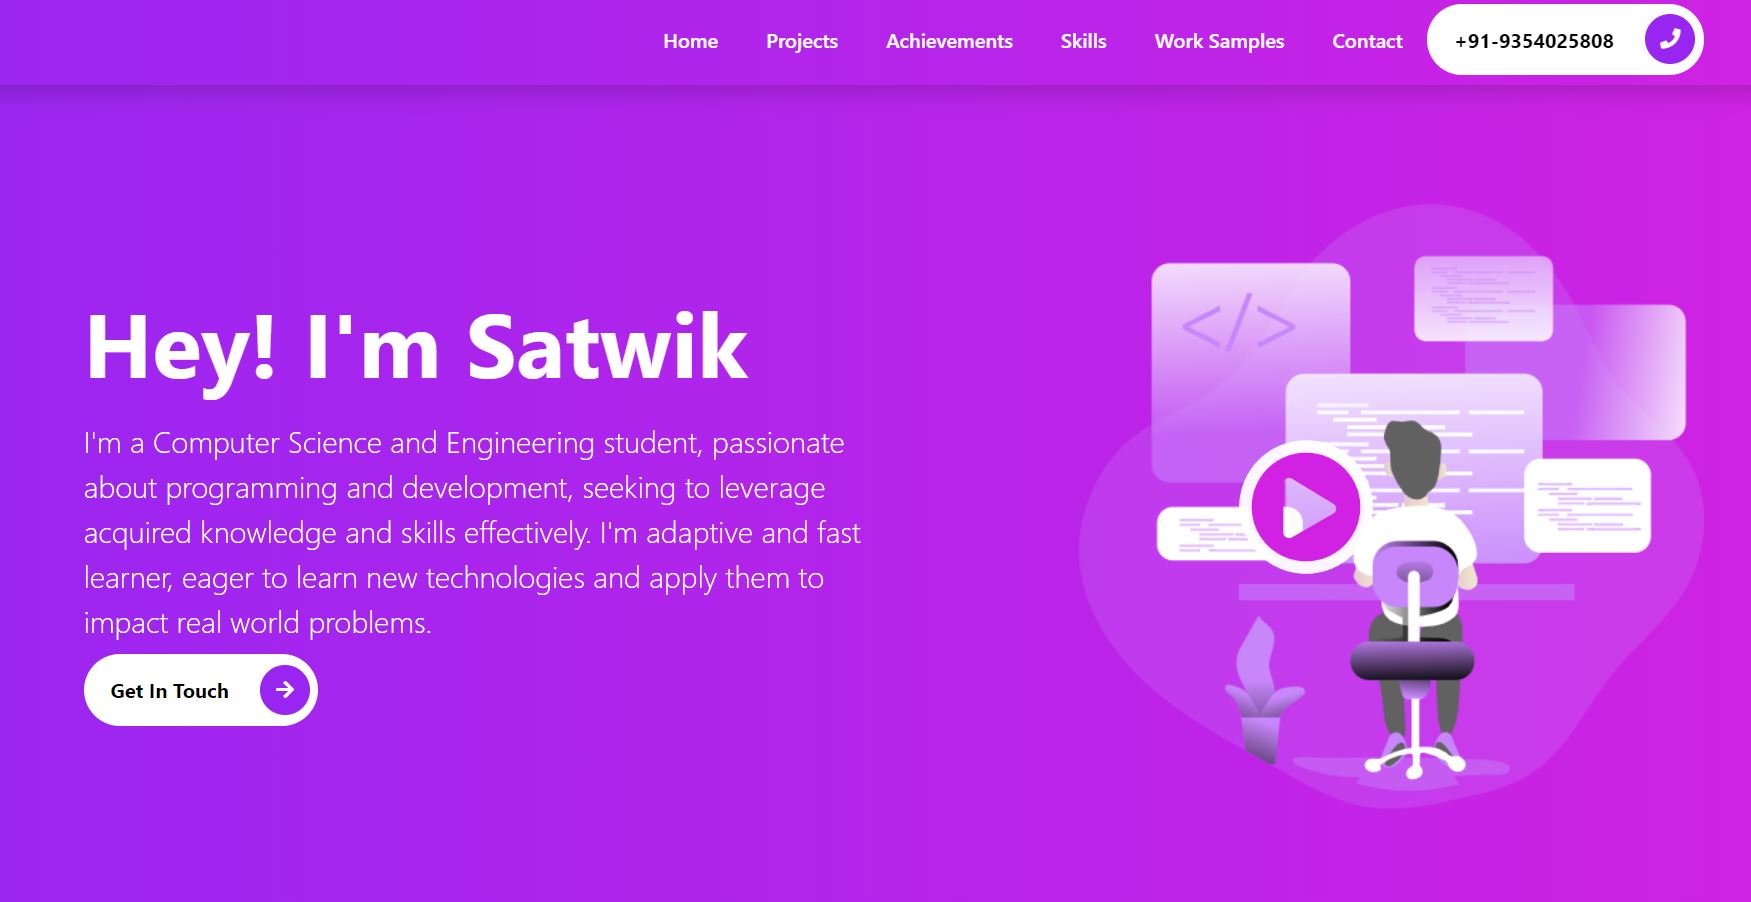 Home Projects Achievements Skills Work Samples Contact +91-9354025808
</>
Hey! I'm Satwik
I'm a Computer Science and Engineering student, passionate
about programming and development, seeking to leverage
acquired knowledge and skills effectively. I'm adaptive and fast
learner, eager to learn new technologies and apply them to
impact real world problems.
Get In Touch